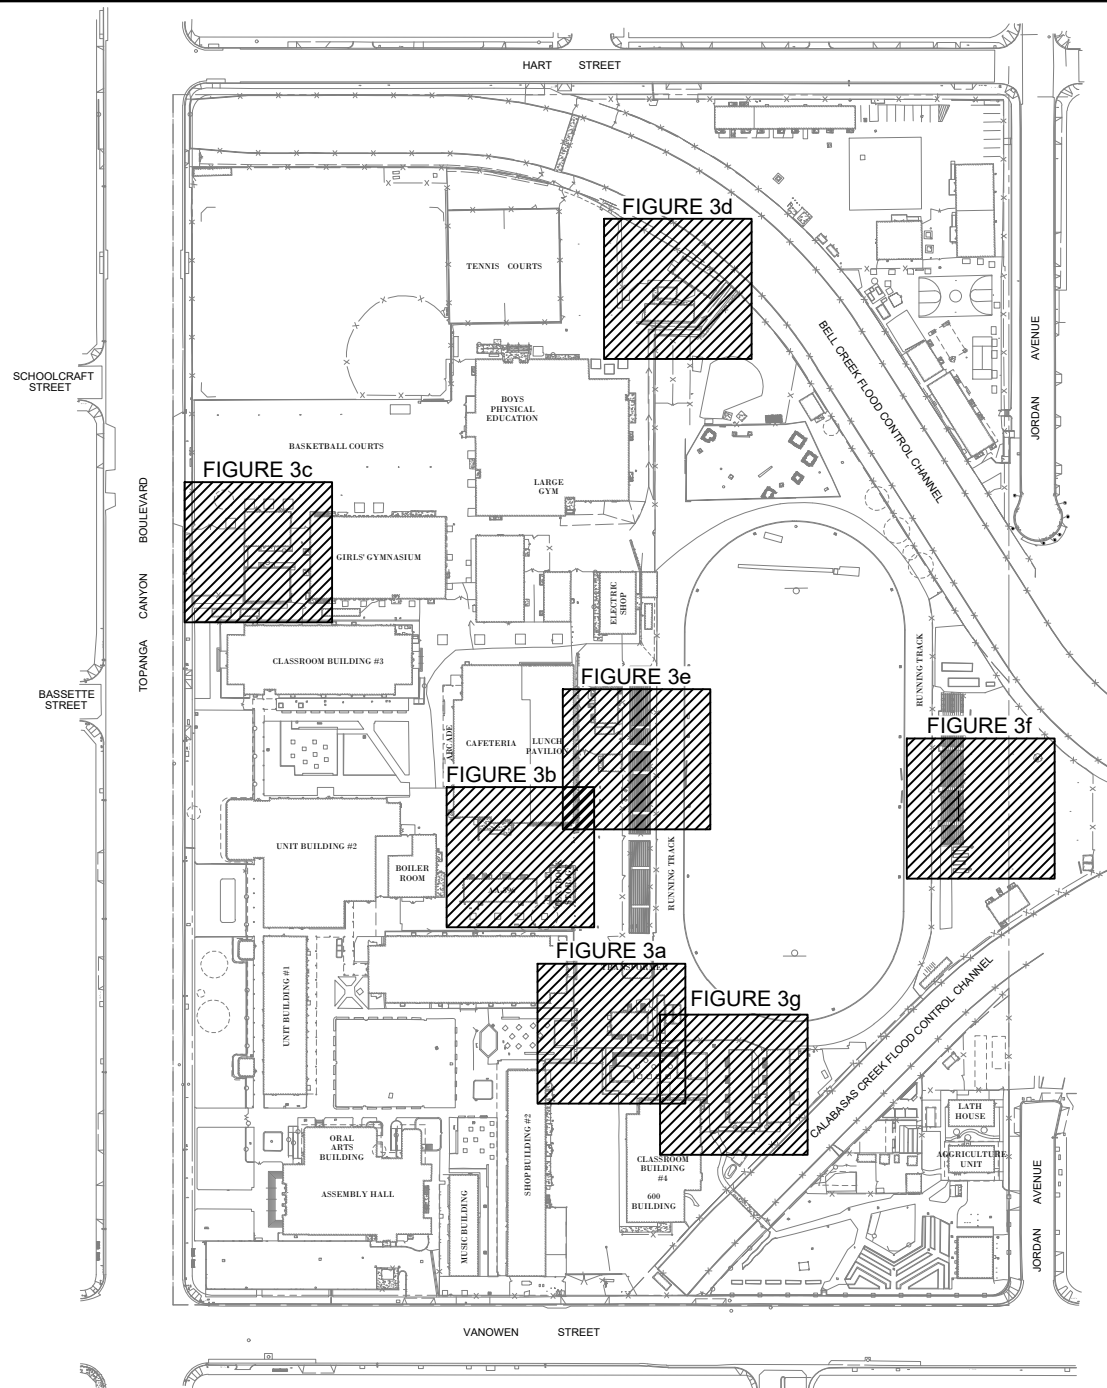 HART STREET
FIGURE 3d
TENNIS COURTS
BELL CREEK FLOOD CONTROL CHANNEL
JORDAN AVENUE
SCHOOLCRAFT
STREET
BOYS
PHYSICAL
EDUCATION
BASKETBALL COURTS
FIGURE 3c
LARGE
GYM
TOPANGA CANYON BOULEVARD
GIRLS' GYMNASIUM
ELECTRIC
SHOP
CLASSROOM BUILDING #3
RUNNING TRACK
BASSETTE
STREET
FIGURE 3e
FIGURE 3f
ARCADE
CAFETERIA
LUNCH
PAVILION
FIGURE 3b
UNIT BUILDING #2
BOILER
ROOM
STORAGE
RUNNING TRACK
FIGURE 3a
TRANSFORMER
FIGURE 3g
UNIT BUILDING #1
CALABASAS CREEK FLOOD CONTROL CHANNEL
LATH
HOUSE
ORAL
ARTS
BUILDING
SHOP BUILDING #2
CLASSROOM
BUILDING
#4
600
BUILDING
AGGRICULTURE
UNIT
ASSEMBLY HALL
MUSIC BUILDING
JORDAN AVENUE
VANOWEN STREET